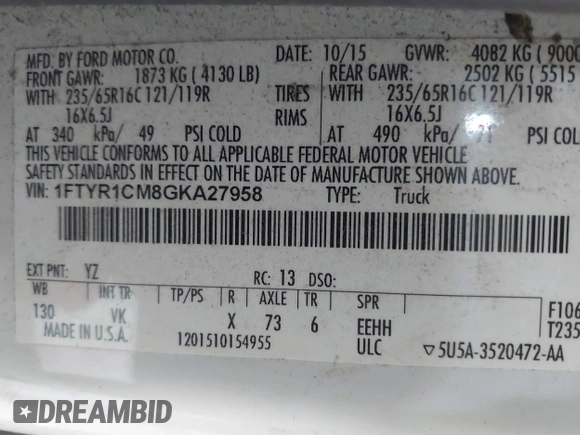 MFD. BY FORD MOTOR CO.
DATE: 10/15 GVWR: 4082 KG ( 9000
FRONT GAWR: 1873 KG ( 4130 LB)
REAR GAWR: 2502 KG ( 5515
WITH 235/65R16C 121/119R TIRES WITH 235/65R16C 121/119R
16X6.5J RIMS 16X6.5J
AT 340 kPa/ 49 PSI COLD AT 490 kPa/ 71 PSI COLD
THIS VEHICLE CONFORMS TO ALL APPLICABLE FEDERAL MOTOR VEHICLE
SAFETY STANDARDS IN EFFECT ON THE DATE OF MANUFACTURE SHOWN ABOVE.
VIN: 1FTYR1CM8GKA27958 TYPE: Truck
EXT PNT: YZ RC: 13 DSO:
WB INT TR TP/PS R AXLE TR SPR
130 VK X 73 6 EEHH F106
MADE IN U.S.A. 1201510154955 ULC T235
▽5U5A-3520472-AA
DREAMBID